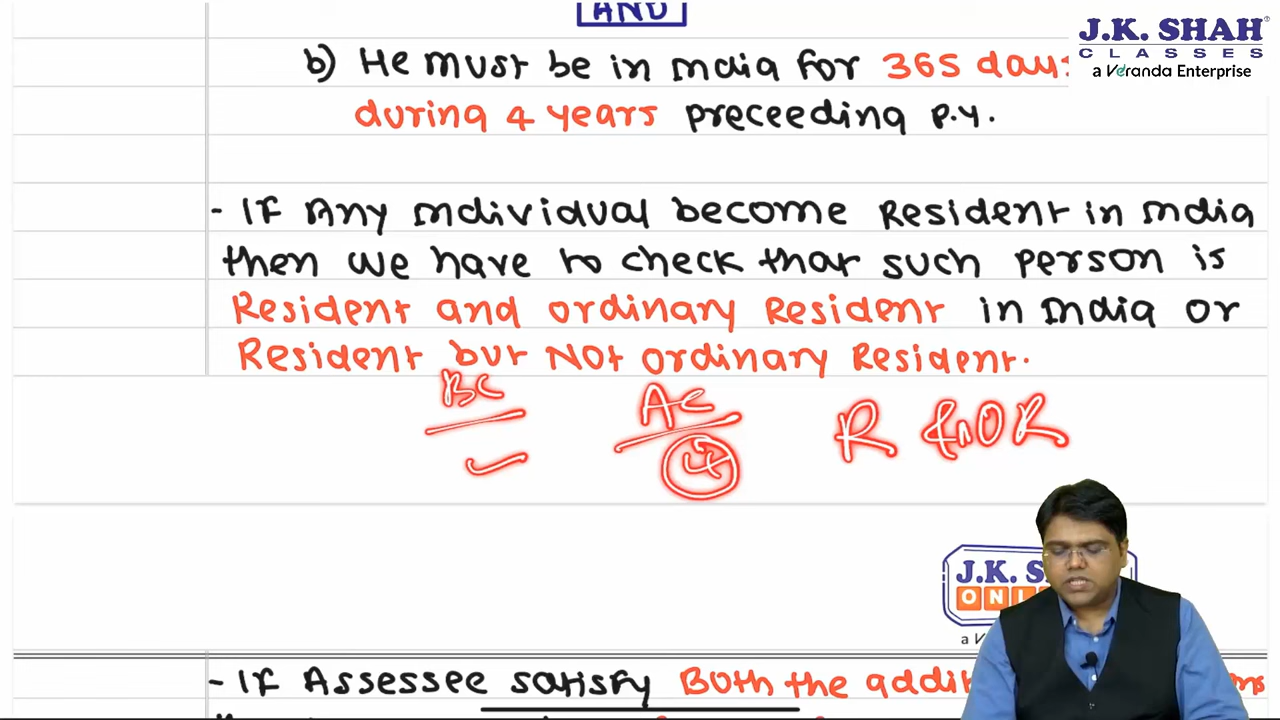 AND
J.K. SHAH
CLASSES
a Veranda Enterprise
b) He must be in India for 365 days
during 4 years preceeding p.y.
- If Any Individual become Resident in India
then we have to check that such person is
Resident and ordinary Resident in India or
Resident but Not ordinary Resident.
BC AC R & n O R
4
J.K. S
ONLI
- If Assessee satisfy Both the addit